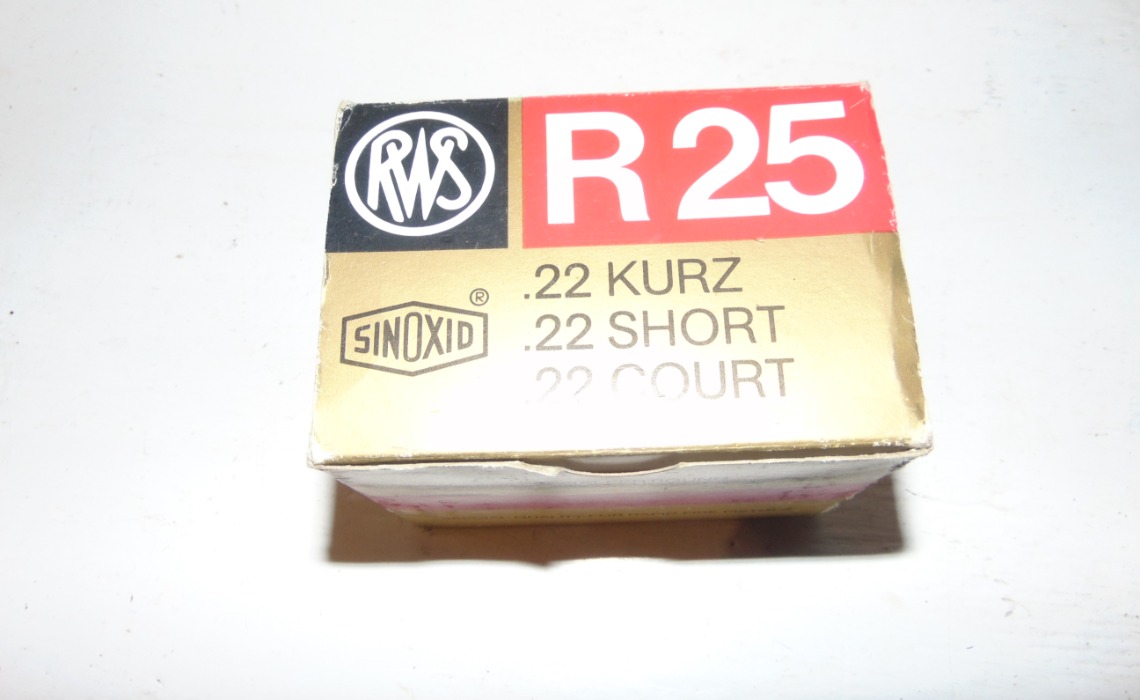 RWS
R 25
SINOXID ®
.22 KURZ
.22 SHORT
.22 COURT